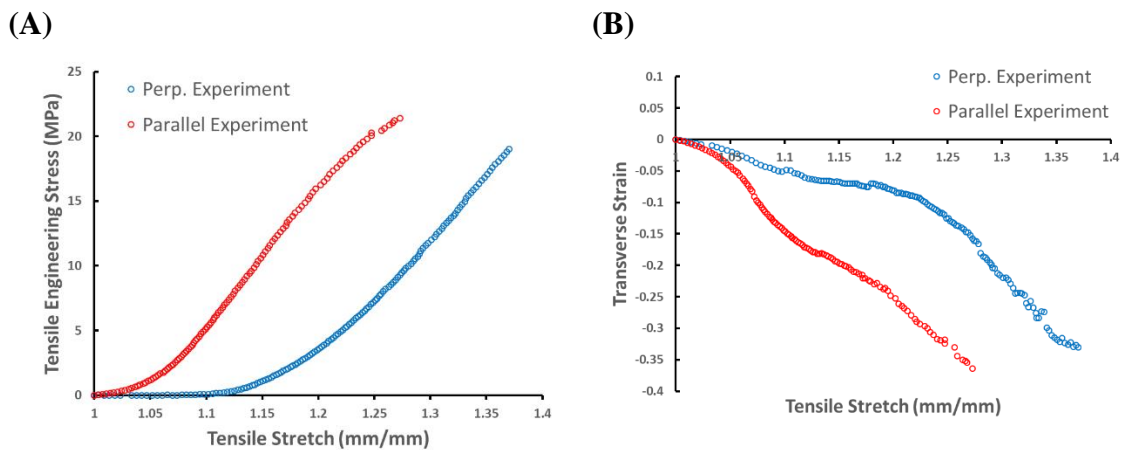 (A)
Tensile Engineering Stress (MPa)
25
20
15
10
5
0
Perp. Experiment
Parallel Experiment
1 1.05 1.1 1.15 1.2 1.25 1.3 1.35 1.4
Tensile Stretch (mm/mm)
(B)
Transverse Strain
0.1
0.05
0
-0.05
-0.1
-0.15
-0.2
-0.25
-0.3
-0.35
-0.4
Perp. Experiment
Parallel Experiment
1 1.05 1.1 1.15 1.2 1.25 1.3 1.35 1.4
Tensile Stretch (mm/mm)